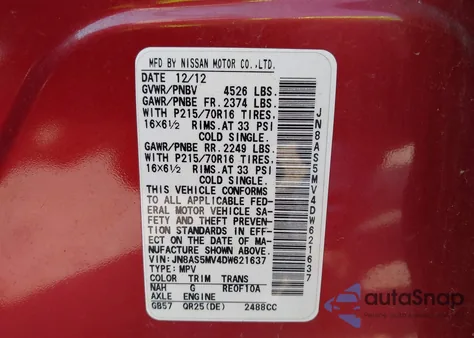 MFD BY NISSAN MOTOR CO.,LTD.
DATE 12/12
GVWR/PNBV 4526 LBS.
GAWR/PNBE FR. 2374 LBS.
WITH P215/70R16 TIRES.
16X6½ RIMS.AT 33 PSI
COLD SINGLE.
GAWR/PNBE RR. 2249 LBS.
WITH P215/70R16 TIRES.
16X6½ RIMS.AT 33 PSI
COLD SINGLE.
THIS VEHICLE CONFORMS
TO ALL APPLICABLE FED-
ERAL MOTOR VEHICLE SA-
FETY AND THEFT PREVENT-
ION STANDARDS IN EFF-
ECT ON THE DATE OF MA-
NUFACTURE SHOWN ABOVE.
VIN:JN8AS5MV4DW621637
TYPE: MPV
COLOR TRIM TRANS
NAH G RE0F10A
AXLE ENGINE
GB57 QR25(DE) 2488CC
JN8AS5MV4DW621637
autoSnap